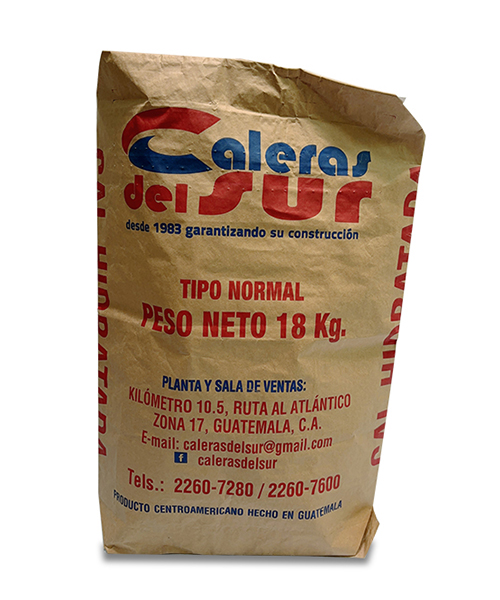 Caleras
del sur
desde 1983 garantizando su construcción
TIPO NORMAL
PESO NETO 18 Kg.
PLANTA Y SALA DE VENTAS:
KILÓMETRO 10.5, RUTA AL ATLÁNTICO
ZONA 17, GUATEMALA, C.A.
E-mail: calerasdelsur@gmail.com
f calerasdelsur
Tels.: 2260-7280 / 2260-7600
PRODUCTO CENTROAMERICANO HECHO EN GUATEMALA
CAL HIDRATADA
CAL HIDRATADA